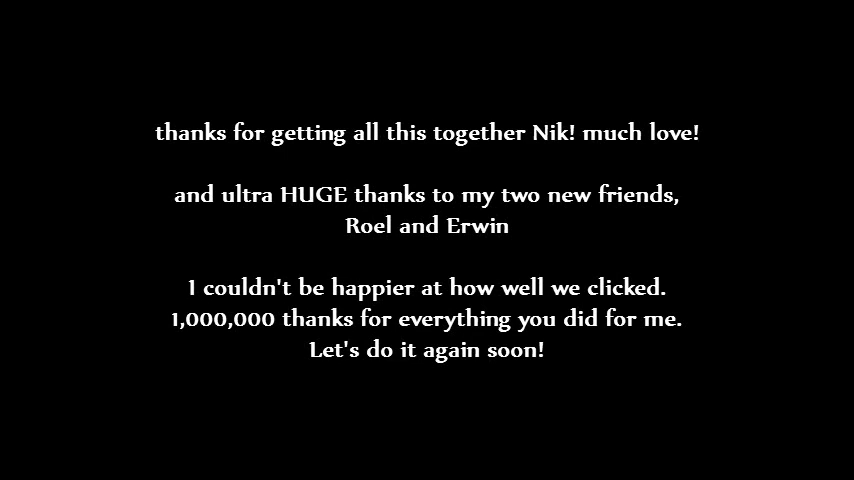 thanks for getting all this together Nik! much love!
and ultra HUGE thanks to my two new friends,
Roel and Erwin
I couldn't be happier at how well we clicked.
1,000,000 thanks for everything you did for me.
Let's do it again soon!